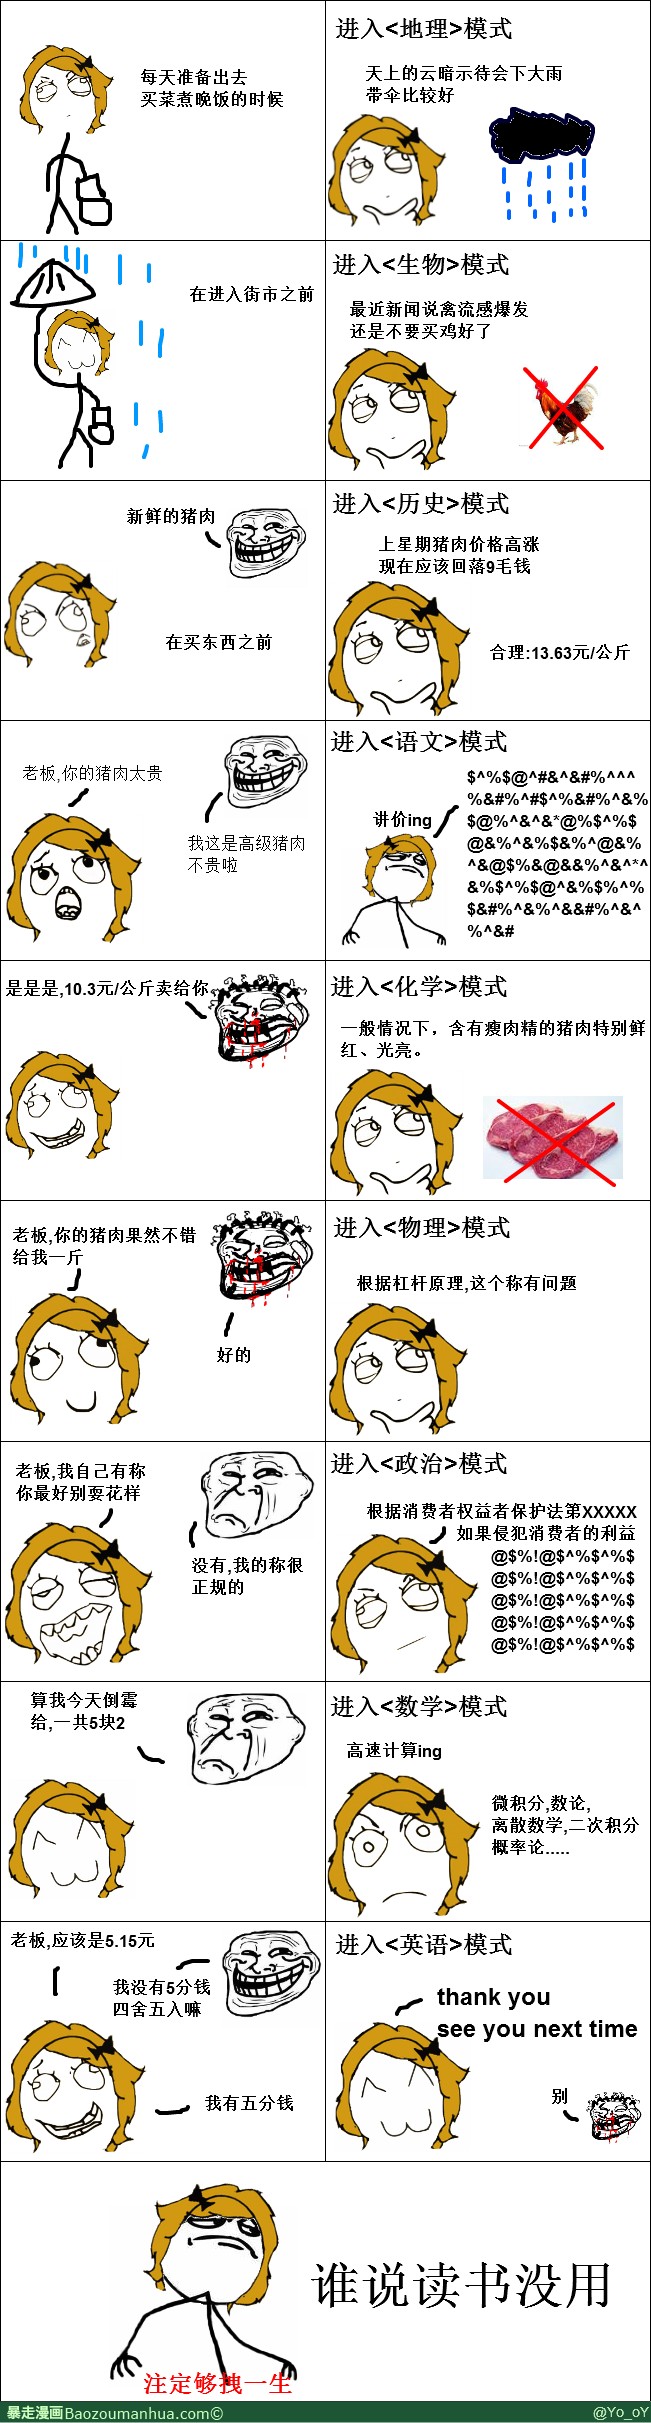 每天准备出去
买菜煮晚饭的时候
进入<地理>模式
天上的云暗示待会下大雨
带伞比较好
在进入街市之前
进入<生物>模式
最近新闻说禽流感爆发
还是不要买鸡好了
新鲜的猪肉
在买东西之前
进入<历史>模式
上星期猪肉价格高涨
现在应该回落9毛钱
合理:13.63元/公斤
老板,你的猪肉太贵
我这是高级猪肉
不贵啦
进入<语文>模式
讲价ing
$^%$@^#&^&#%^^^
%&#%^#$^%&#%^&%
$@%^&^&*@%$^%$
@&%^&%$&%^@&%
^&@$%&@&&%^&^*^
&%$^%$@^&%$%^%
$&#%^&%^&&#%^&^
%^&#
是是是,10.3元/公斤卖给你
进入<化学>模式
一般情况下，含有瘦肉精的猪肉特别鲜
红、光亮。
老板,你的猪肉果然不错
给我一斤
好的
进入<物理>模式
根据杠杆原理,这个称有问题
老板,我自己有称
你最好别耍花样
没有,我的称很
正规的
进入<政治>模式
根据消费者权益者保护法第XXXXX
如果侵犯消费者的利益
@$%!@$^%$^%$
@$%!@$^%$^%$
@$%!@$^%$^%$
@$%!@$^%$^%$
@$%!@$^%$^%$
算我今天倒霉
给,一共5块2
进入<数学>模式
高速计算ing
微积分,数论,
离散数学,二次积分
概率论.....
老板,应该是5.15元
我没有5分钱
四舍五入嘛
我有五分钱
进入<英语>模式
thank you
see you next time
别
谁说读书没用
注定够拽一生
暴走漫画Baozoumanhua.com©
@Yo_oY